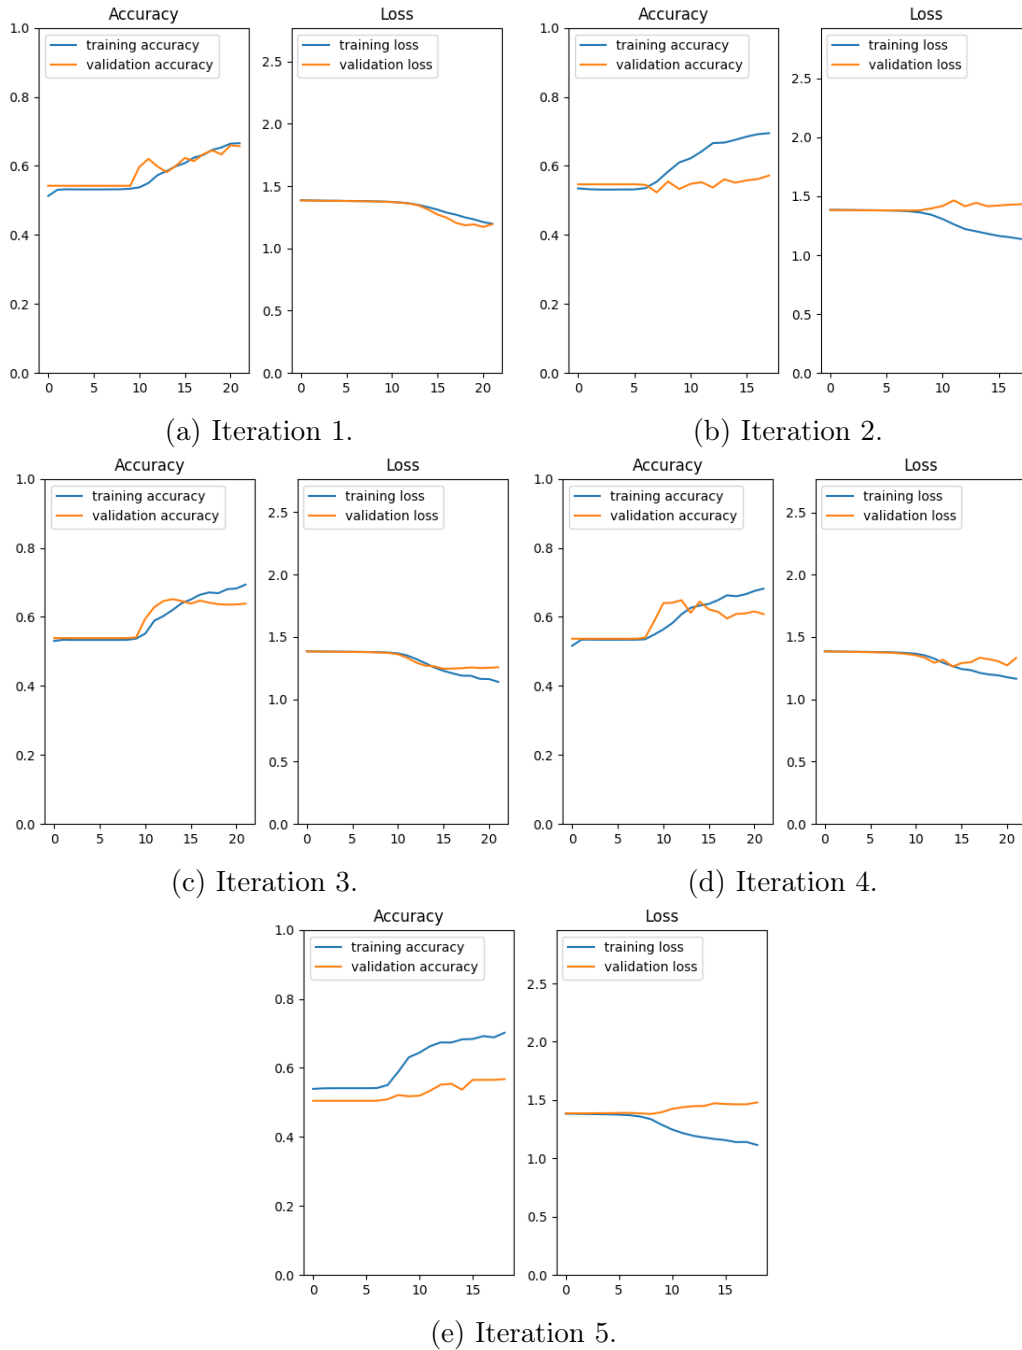 Accuracy
Loss
training accuracy
validation accuracy
training loss
validation loss
1.0
0.8
0.6
0.4
0.2
0.0
0 5 10 15 20
2.5
2.0
1.5
1.0
0.5
0.0
0 5 10 15 20
(a) Iteration 1.
Accuracy
Loss
training accuracy
validation accuracy
training loss
validation loss
1.0
0.8
0.6
0.4
0.2
0.0
0 5 10 15
2.5
2.0
1.5
1.0
0.5
0.0
0 5 10 15
(b) Iteration 2.
Accuracy
Loss
training accuracy
validation accuracy
training loss
validation loss
1.0
0.8
0.6
0.4
0.2
0.0
0 5 10 15 20
2.5
2.0
1.5
1.0
0.5
0.0
0 5 10 15 20
(c) Iteration 3.
Accuracy
Loss
training accuracy
validation accuracy
training loss
validation loss
1.0
0.8
0.6
0.4
0.2
0.0
0 5 10 15 20
2.5
2.0
1.5
1.0
0.5
0.0
0 5 10 15 20
(d) Iteration 4.
Accuracy
Loss
training accuracy
validation accuracy
training loss
validation loss
1.0
0.8
0.6
0.4
0.2
0.0
0 5 10 15
2.5
2.0
1.5
1.0
0.5
0.0
0 5 10 15
(e) Iteration 5.